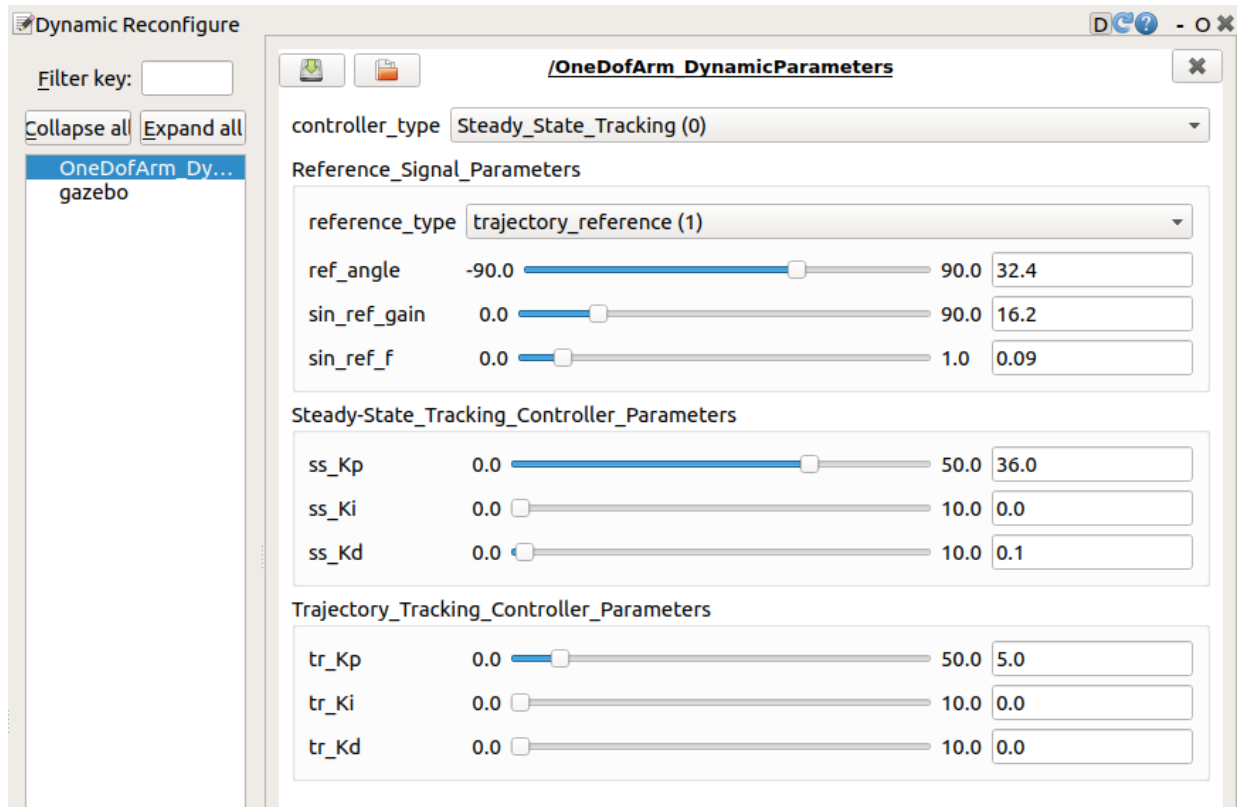 Dynamic Reconfigure D - O
Filter key:
Collapse all Expand all
OneDofArm_Dy...
gazebo
/OneDofArm_DynamicParameters
controller_type Steady_State_Tracking (0)
Reference_Signal_Parameters
reference_type trajectory_reference (1)
ref_angle -90.0 90.0 32.4
sin_ref_gain 0.0 90.0 16.2
sin_ref_f 0.0 1.0 0.09
Steady-State_Tracking_Controller_Parameters
ss_Kp 0.0 50.0 36.0
ss_Ki 0.0 10.0 0.0
ss_Kd 0.0 10.0 0.1
Trajectory_Tracking_Controller_Parameters
tr_Kp 0.0 50.0 5.0
tr_Ki 0.0 10.0 0.0
tr_Kd 0.0 10.0 0.0